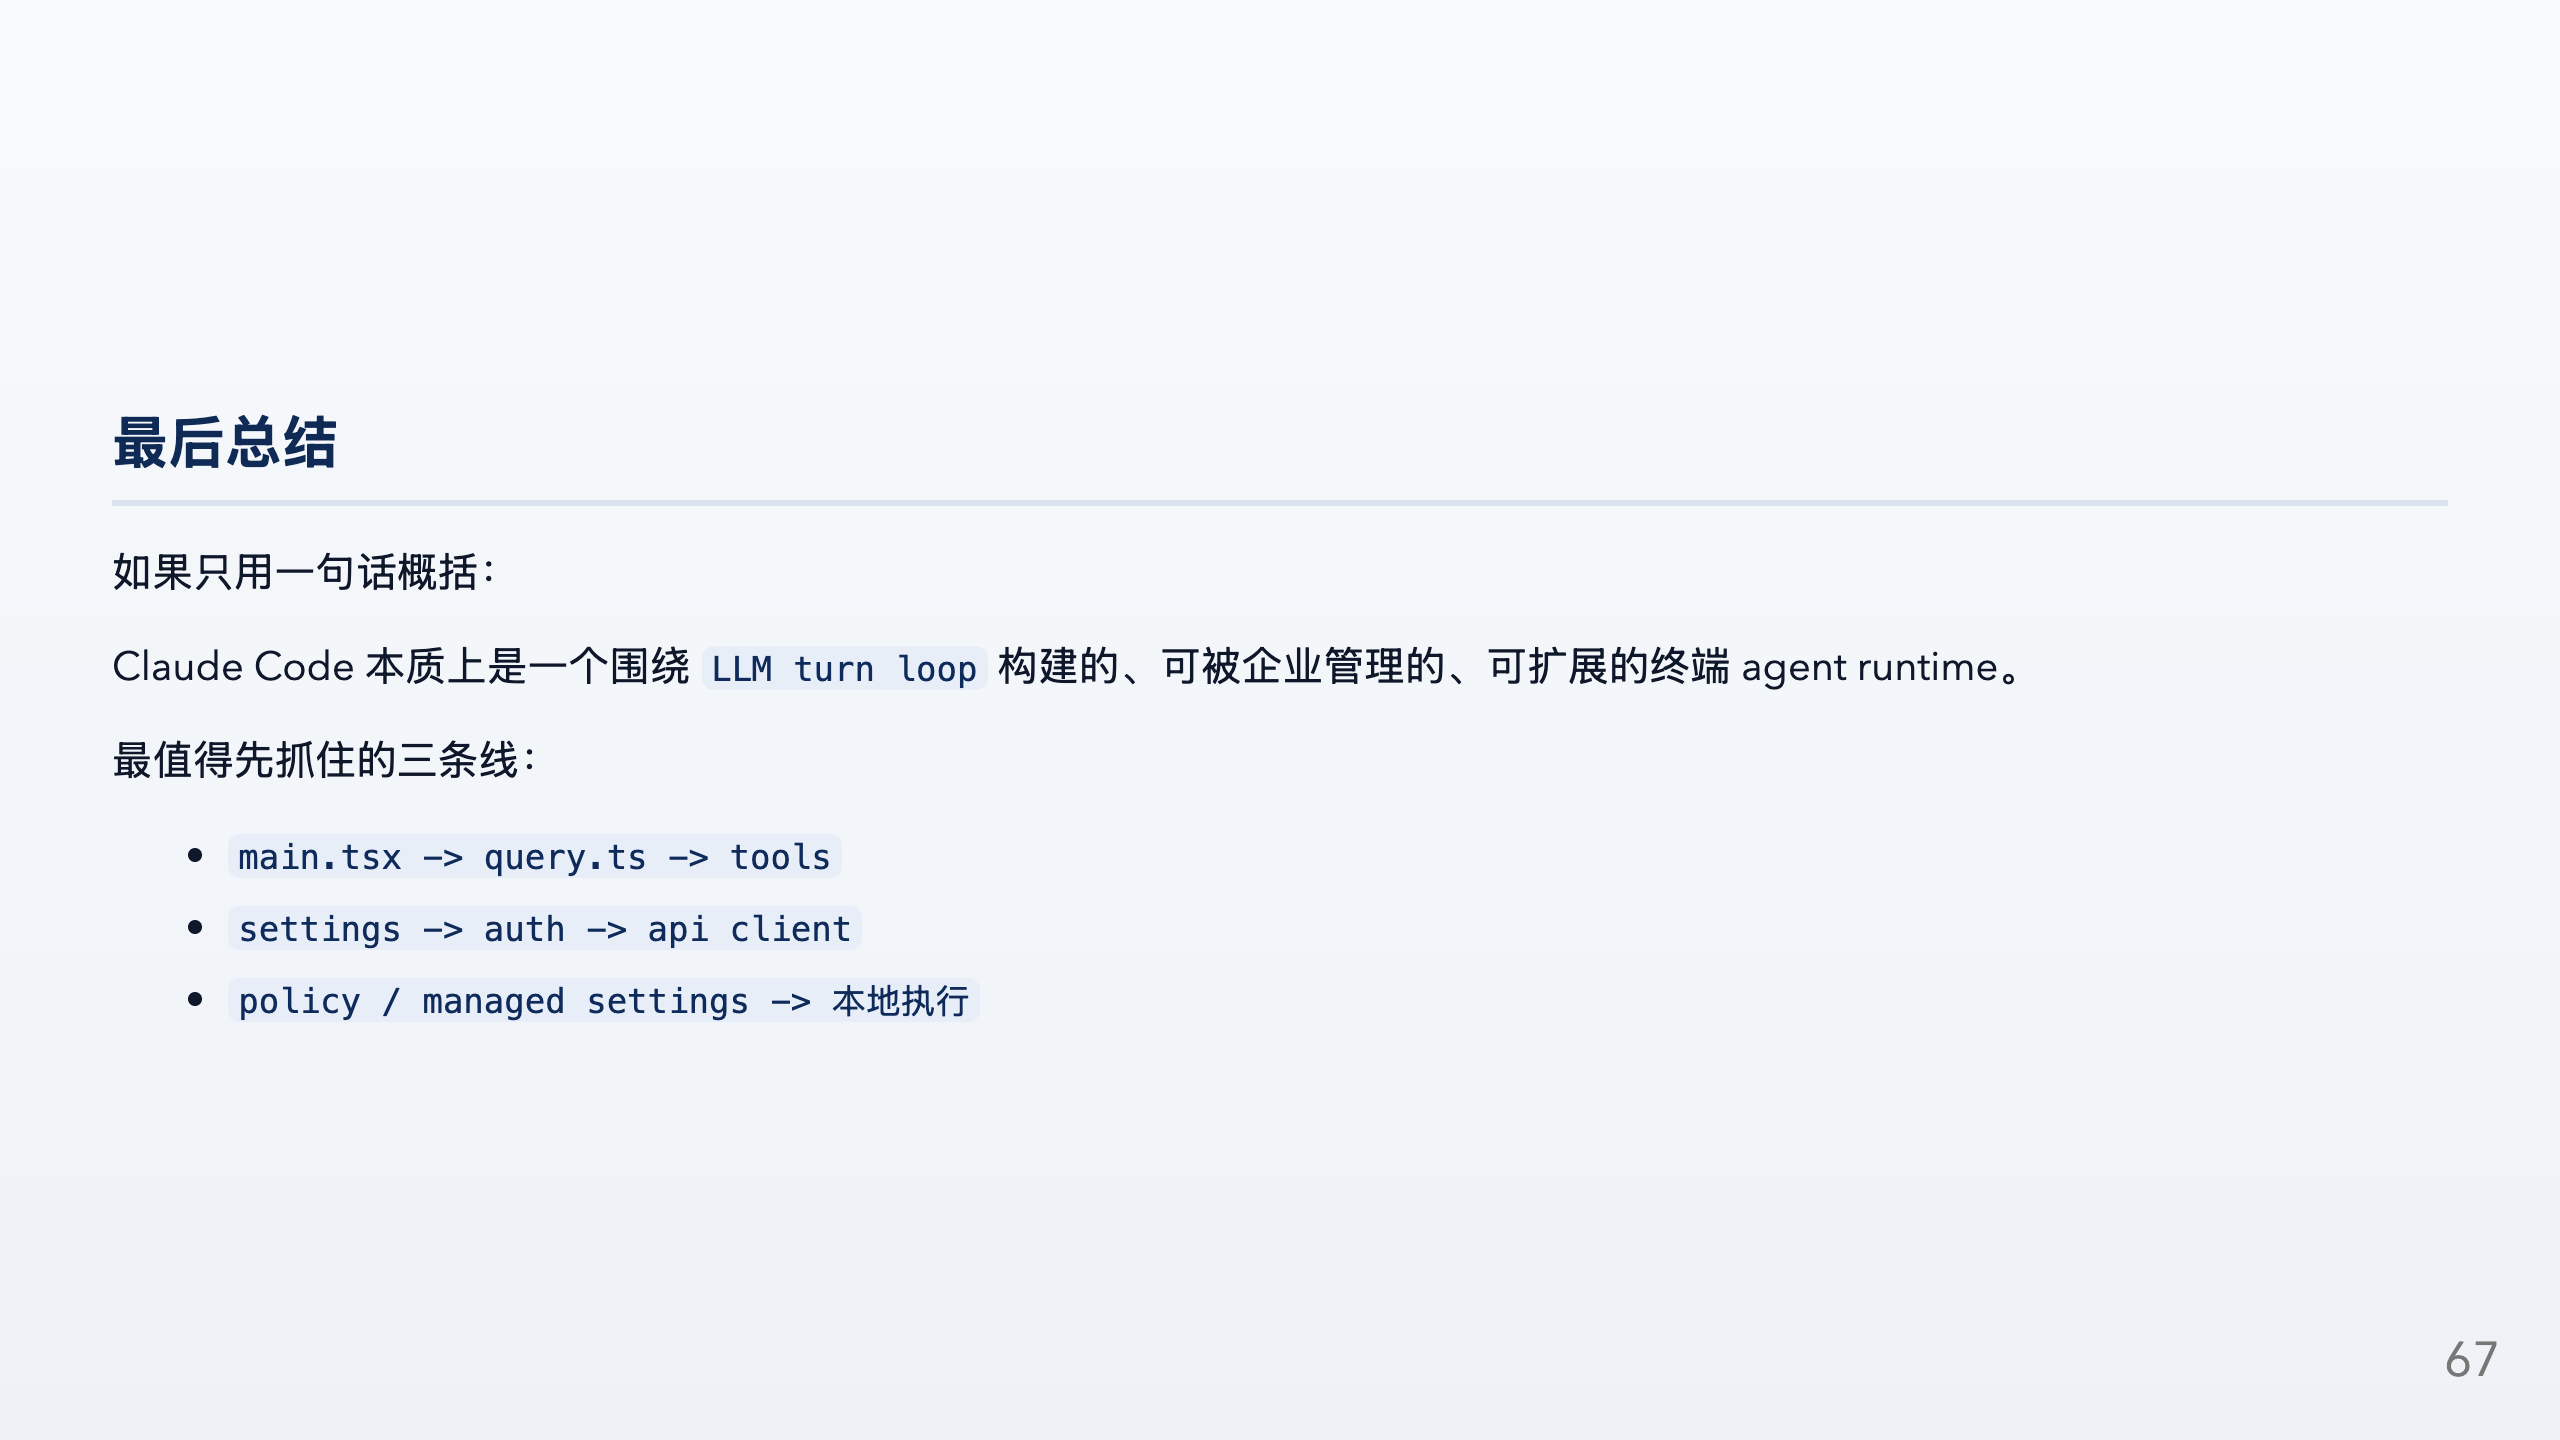 最后总结
如果只用一句话概括：
Claude Code 本质上是一个围绕 LLM turn loop 构建的、可被企业管理的、可扩展的终端 agent runtime。
最值得先抓住的三条线：
• main.tsx -> query.ts -> tools
• settings -> auth -> api client
• policy / managed settings -> 本地执行
67